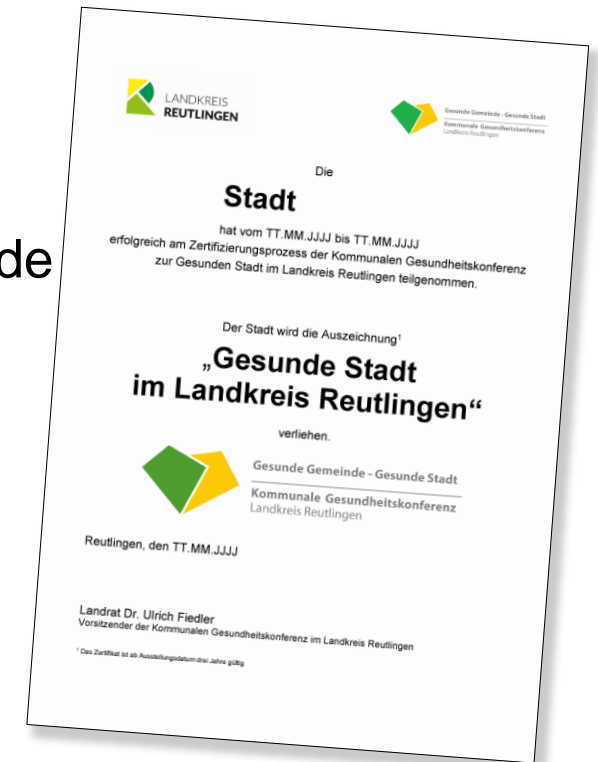 de
LANDKREIS
REUTLINGEN
Gesunde Gemeinde - Gesunde Stadt
Kommunale Gesundheitskonferenz
Landkreis Reutlingen
Die
Stadt
hat vom TT.MM.JJJJ bis TT.MM.JJJJ
erfolgreich am Zertifizierungsprozess der Kommunalen Gesundheitskonferenz
zur Gesunden Stadt im Landkreis Reutlingen teilgenommen.
Der Stadt wird die Auszeichnung¹
„Gesunde Stadt
im Landkreis Reutlingen“
verliehen.
Gesunde Gemeinde - Gesunde Stadt
Kommunale Gesundheitskonferenz
Landkreis Reutlingen
Reutlingen, den TT.MM.JJJJ
Landrat Dr. Ulrich Fiedler
Vorsitzender der Kommunalen Gesundheitskonferenz im Landkreis Reutlingen
¹ Das Zertifikat ist ab Ausstellungsdatum drei Jahre gültig